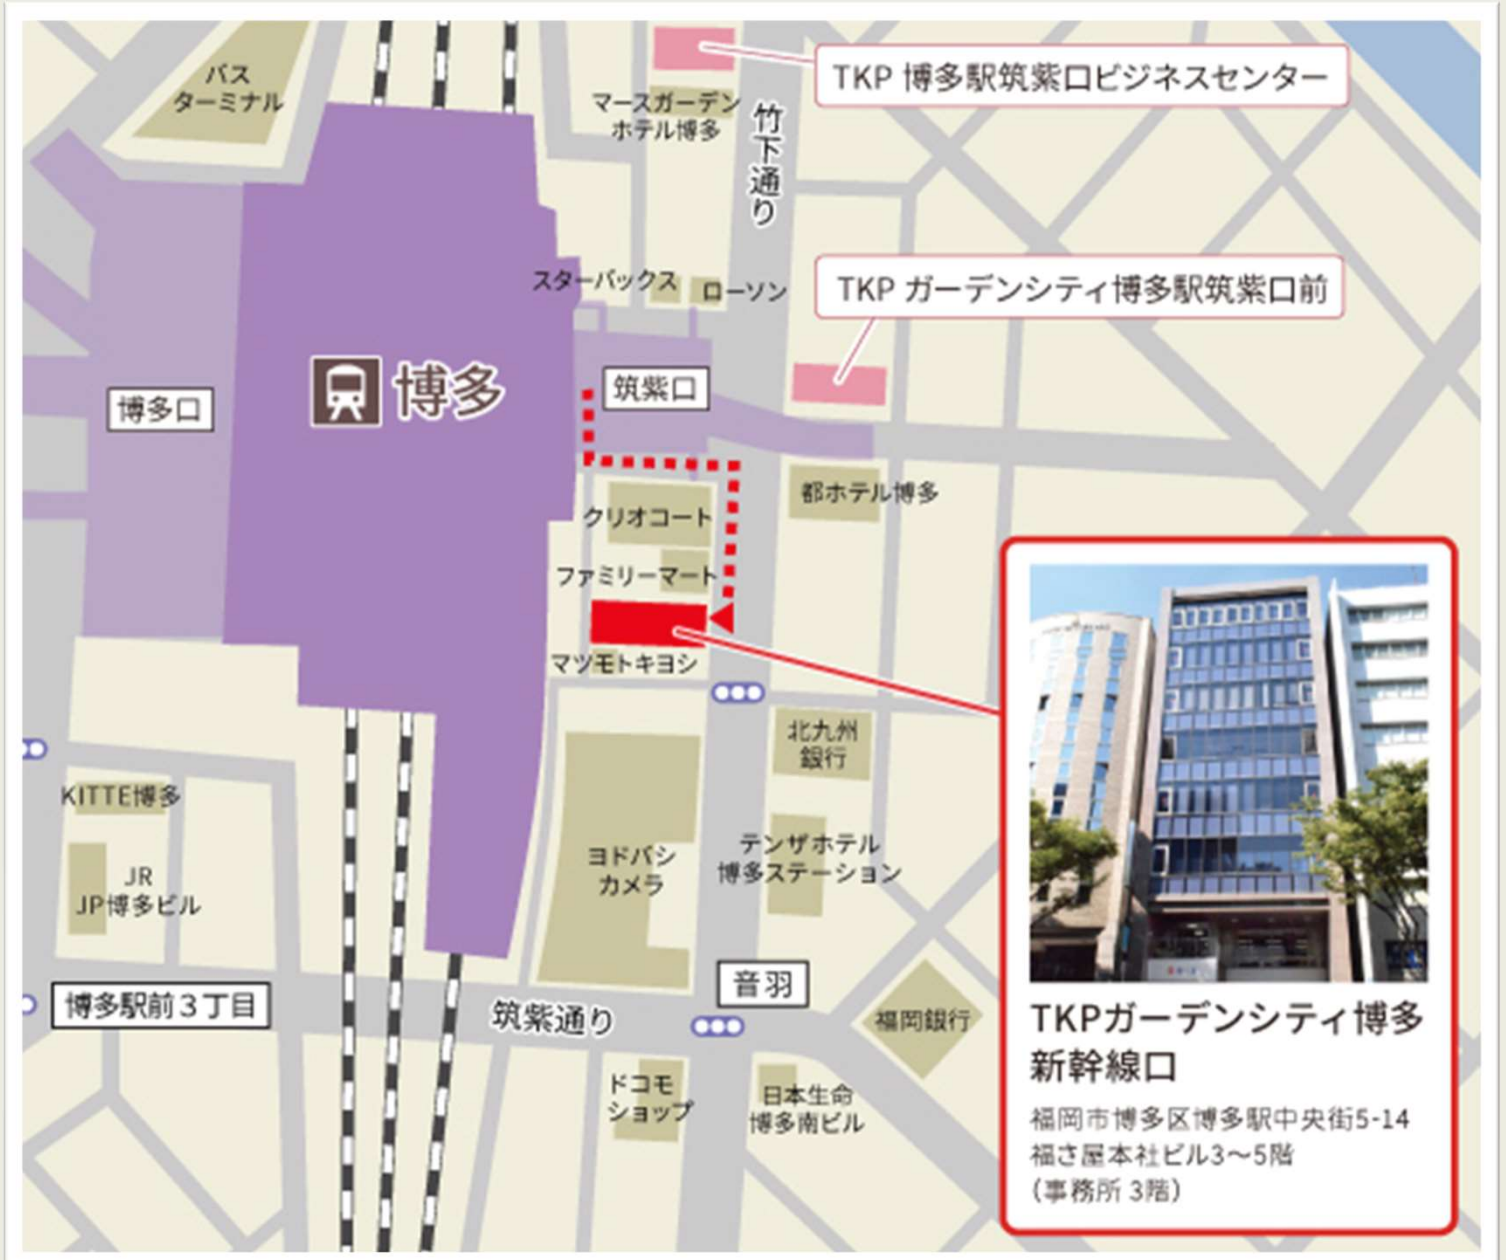 バス
ターミナル
マースガーデン
ホテル博多
TKP 博多駅筑紫口ビジネスセンター
竹下通り
スターバックス
ローソン
TKP ガーデンシティ博多駅筑紫口前
博多口
博多
筑紫口
クリオコート
都ホテル博多
ファミリーマート
マツモトキヨシ
北九州
銀行
KITTE博多
ヨドバシ
カメラ
テンザホテル
博多ステーション
JR
JP博多ビル
博多駅前3丁目
筑紫通り
音羽
福岡銀行
ドコモ
ショップ
日本生命
博多南ビル
TKPガーデンシティ博多
新幹線口
福岡市博多区博多駅中央街5-14
福さ屋本社ビル3～5階
(事務所 3階)